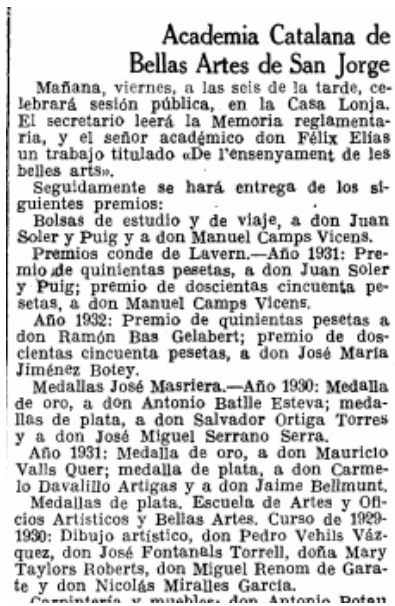 Academia Catalana de
Bellas Artes de San Jorge
Mañana, viernes, a las seis de la tarde, ce-
lebrará sesión pública, en la Casa Lonja.
El secretario leerá la Memoria reglamenta-
ria, y el señor académico don Félix Elías
un trabajo titulado «De l'ensenyament de les
belles arts».
Seguidamente se hará entrega de los si-
guientes premios:
Bolsas de estudio y de viaje, a don Juan
Soler y Puig y a don Manuel Camps Vicens.
Premios conde de Lavern.—Año 1931: Pre-
mio de quinientas pesetas, a don Juan Soler
y Puig; premio de doscientas cincuenta pe-
setas, a don Manuel Camps Vicens.
Año 1932: Premio de quinientas pesetas a
don Ramón Bas Gelabert; premio de dos-
cientas cincuenta pesetas, a don José María
Jiménez Botey.
Medallas José Masriera.—Año 1930: Medalla
de oro, a don Antonio Batlle Esteva; meda-
llas de plata, a don Salvador Ortiga Torres
y a don José Miguel Serrano Serra.
Año 1931: Medalla de oro, a don Mauricio
Valls Quer; medalla de plata, a don Carme-
lo Davalillo Artigas y a don Jaime Bellmunt.
Medallas de plata. Escuela de Artes y Ofi-
cios Artísticos y Bellas Artes. Curso de 1929-
1930: Dibujo artístico, don Pedro Vehils Váz-
quez, don José Fontanals Torrell, doña Mary
Taylors Roberts, don Miguel Renom de Gara-
te y don Nicolás Miralles García.
Carpintería y muebles: don Antonio Potau